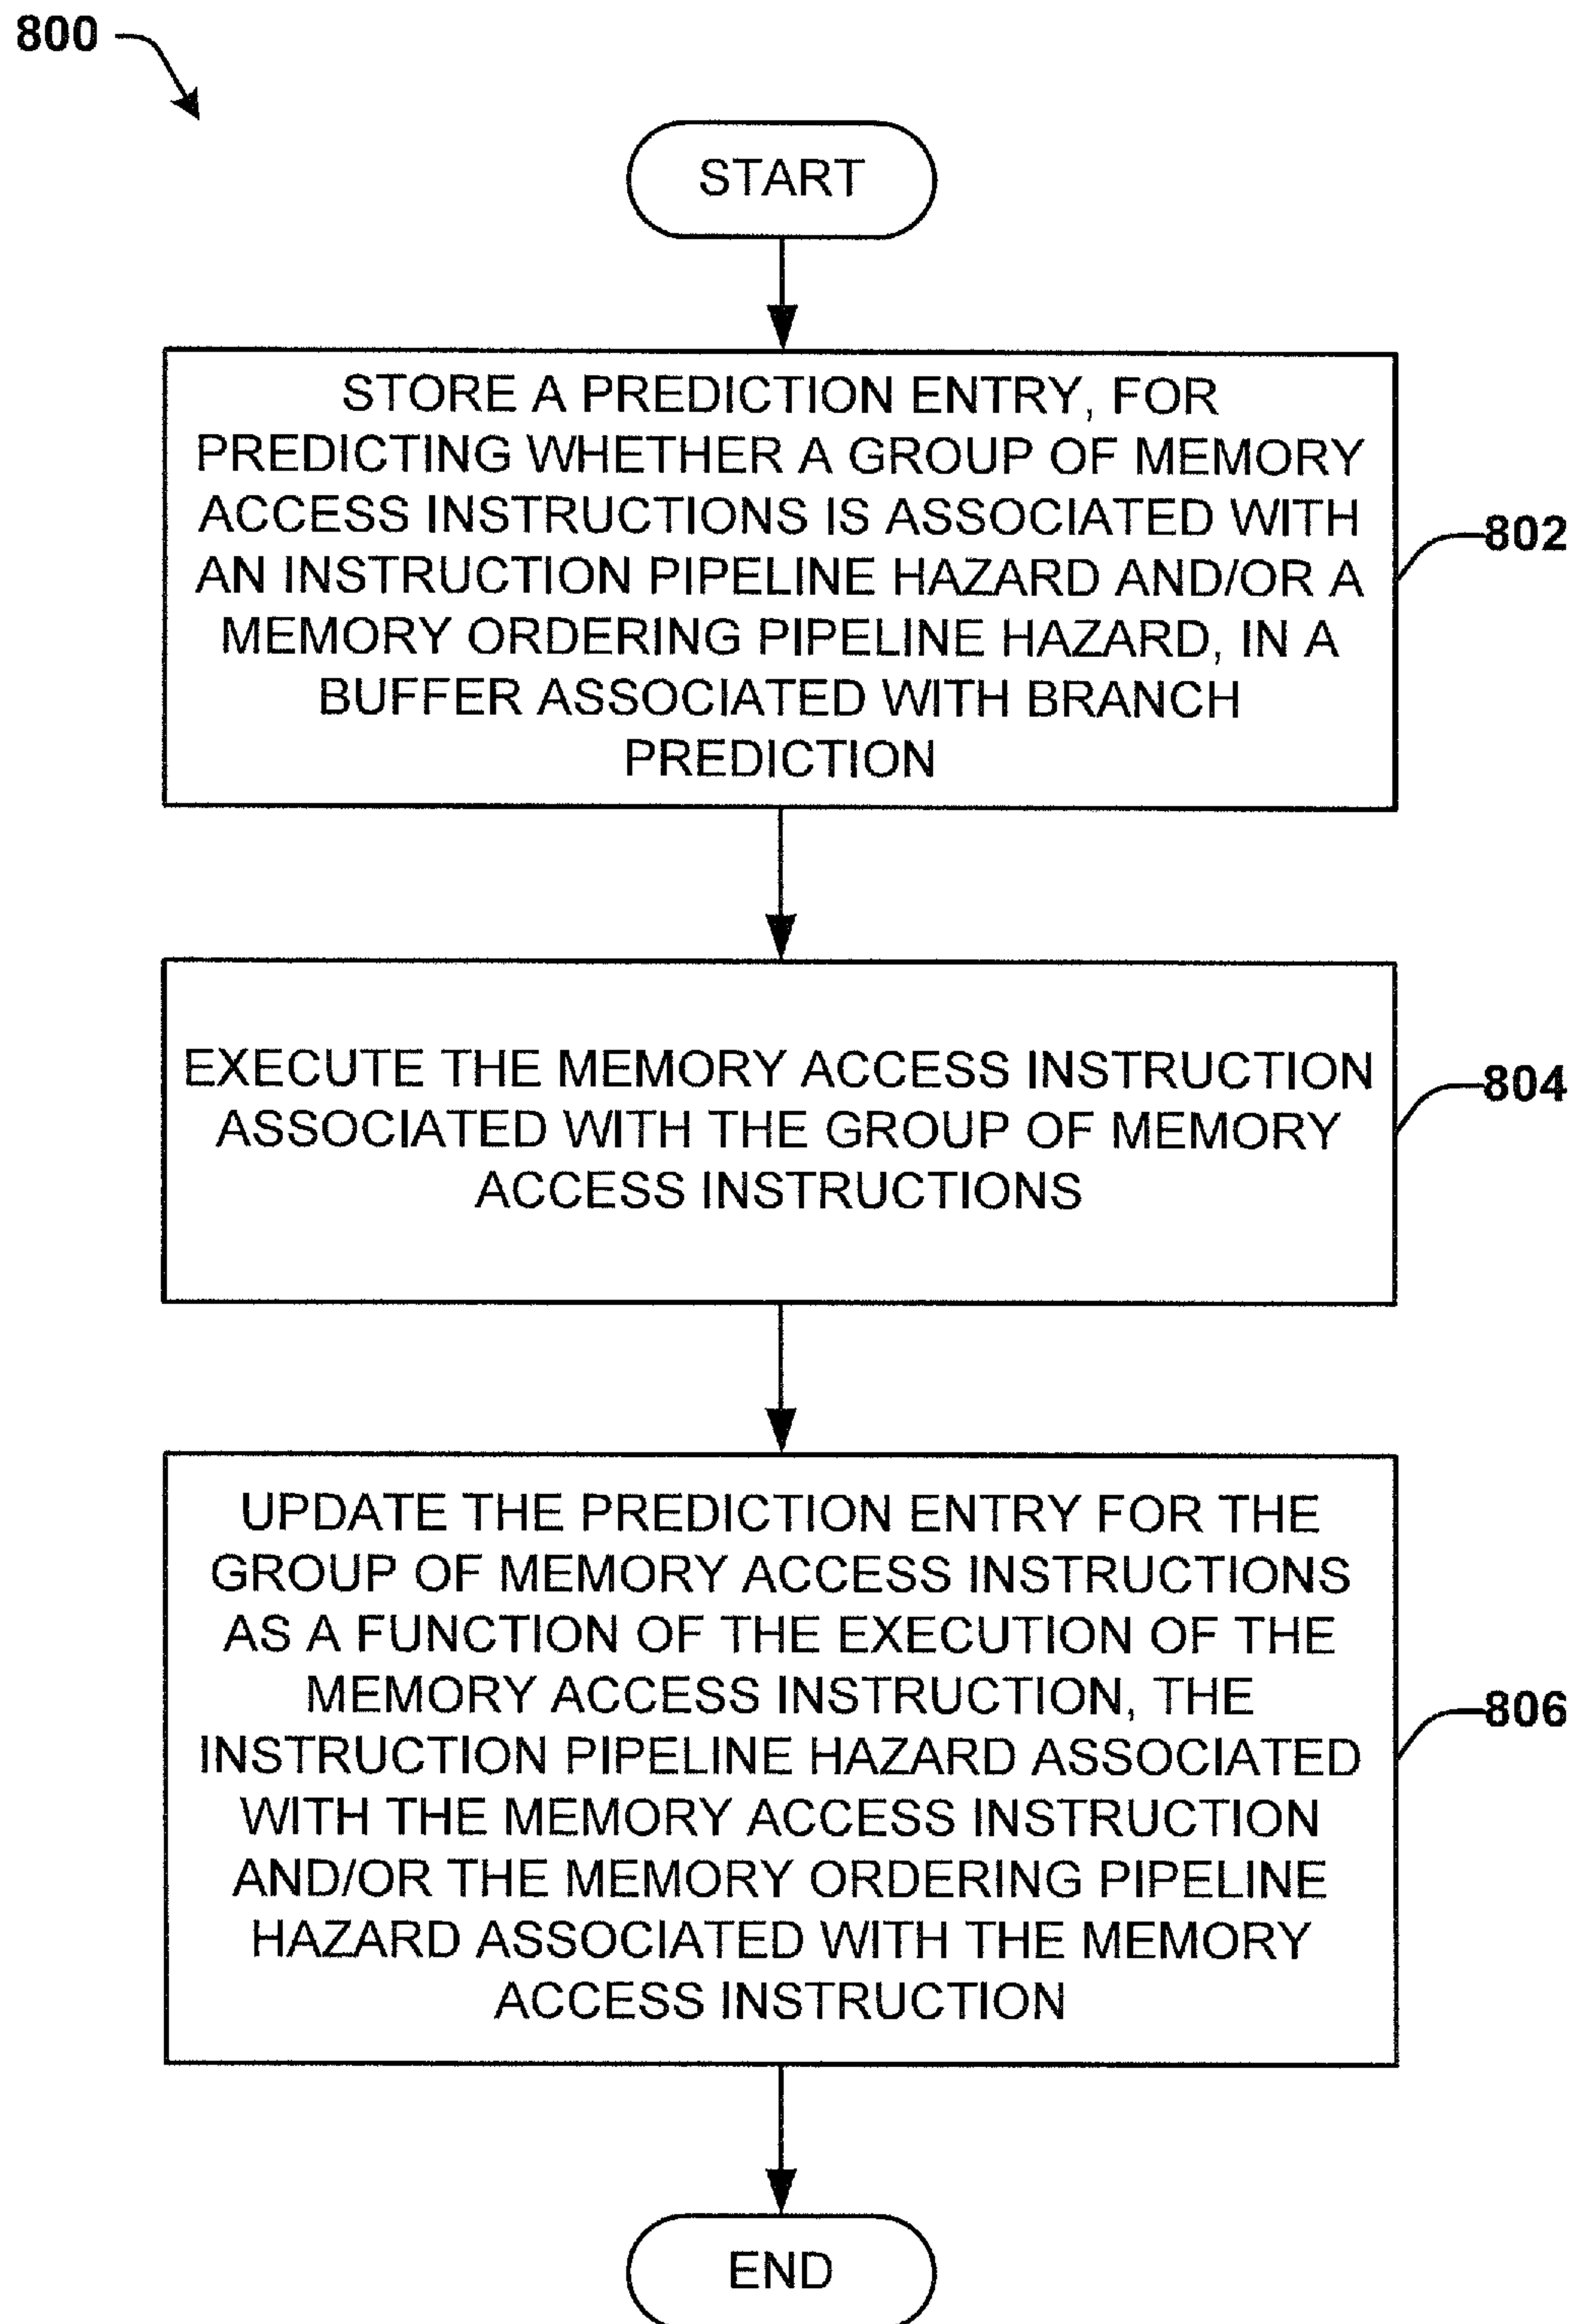 800
START
STORE A PREDICTION ENTRY, FOR
PREDICTING WHETHER A GROUP OF MEMORY
ACCESS INSTRUCTIONS IS ASSOCIATED WITH
AN INSTRUCTION PIPELINE HAZARD AND/OR A
MEMORY ORDERING PIPELINE HAZARD, IN A
BUFFER ASSOCIATED WITH BRANCH
PREDICTION
802
EXECUTE THE MEMORY ACCESS INSTRUCTION
ASSOCIATED WITH THE GROUP OF MEMORY
ACCESS INSTRUCTIONS
804
UPDATE THE PREDICTION ENTRY FOR THE
GROUP OF MEMORY ACCESS INSTRUCTIONS
AS A FUNCTION OF THE EXECUTION OF THE
MEMORY ACCESS INSTRUCTION, THE
INSTRUCTION PIPELINE HAZARD ASSOCIATED
WITH THE MEMORY ACCESS INSTRUCTION
AND/OR THE MEMORY ORDERING PIPELINE
HAZARD ASSOCIATED WITH THE MEMORY
ACCESS INSTRUCTION
806
END